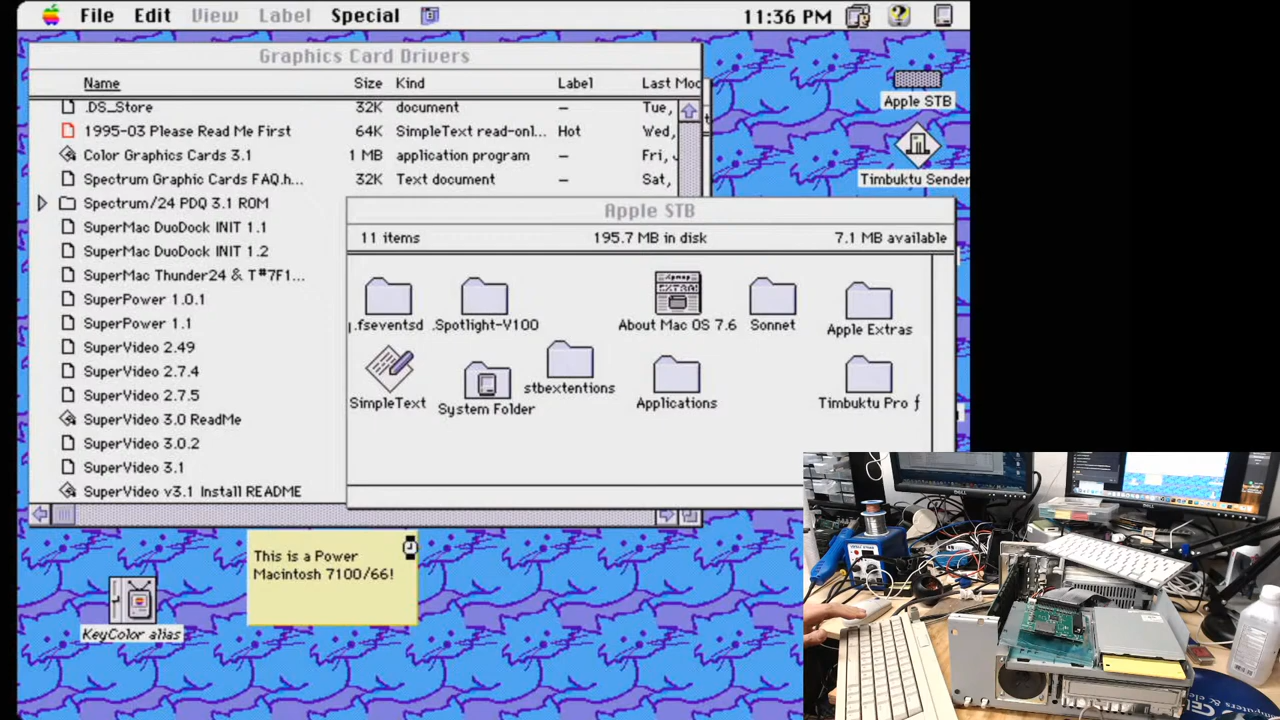 File Edit View Label Special 11:36 PM
Graphics Card Drivers
Name Size Kind Label Last Mod
.DS_Store 32K document – Tue,
1995-03 Please Read Me First 64K SimpleText read-onl... Hot Wed,
Color Graphics Cards 3.1 1 MB application program – Fri,
Spectrum Graphic Cards FAQ.h... 32K Text document – Sat,
Spectrum/24 PDQ 3.1 ROM
SuperMac DuoDock INIT 1.1
SuperMac DuoDock INIT 1.2
SuperMac Thunder24 & T#7F1...
SuperPower 1.0.1
SuperPower 1.1
SuperVideo 2.49
SuperVideo 2.7.4
SuperVideo 2.7.5
SuperVideo 3.0 ReadMe
SuperVideo 3.0.2
SuperVideo 3.1
SuperVideo v3.1 Install README
Apple STB
Timbuktu Sender
Apple STB
11 items 195.7 MB in disk 7.1 MB available
.fseventsd .Spotlight-V100 About Mac OS 7.6 Sonnet Apple Extras
SimpleText System Folder stbextentions Applications Timbuktu Pro ƒ
This is a Power
Macintosh 7100/66!
KeyColor alias
DELL